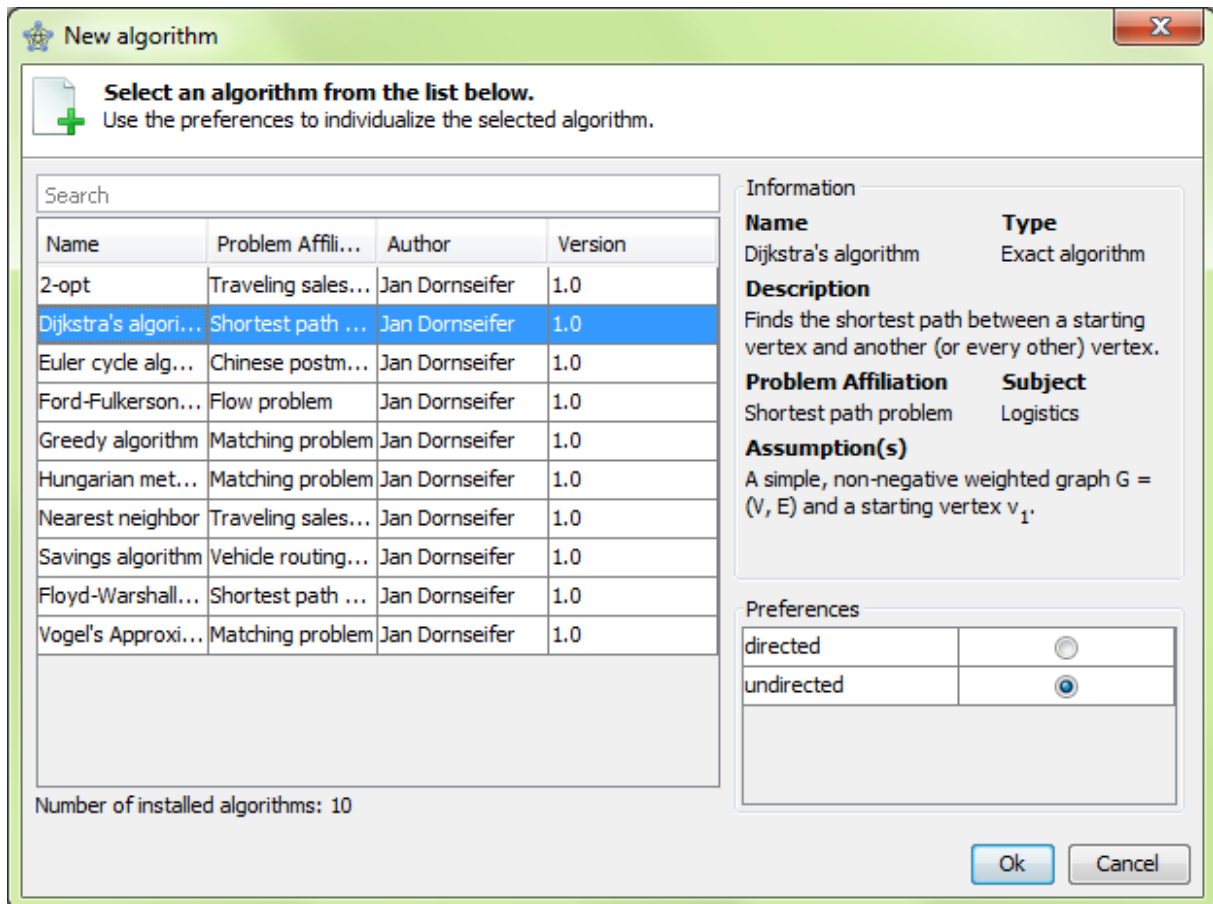 New algorithm
Select an algorithm from the list below.
Use the preferences to individualize the selected algorithm.
Search
Name Problem Affili... Author Version
2-opt Traveling sales... Jan Dornseifer 1.0
Dijkstra's algori... Shortest path ... Jan Dornseifer 1.0
Euler cycle alg... Chinese postm... Jan Dornseifer 1.0
Ford-Fulkerson... Flow problem Jan Dornseifer 1.0
Greedy algorithm Matching problem Jan Dornseifer 1.0
Hungarian met... Matching problem Jan Dornseifer 1.0
Nearest neighbor Traveling sales... Jan Dornseifer 1.0
Savings algorithm Vehicle routing... Jan Dornseifer 1.0
Floyd-Warshall... Shortest path ... Jan Dornseifer 1.0
Vogel's Approxi... Matching problem Jan Dornseifer 1.0
Number of installed algorithms: 10
Information
Name Type
Dijkstra's algorithm Exact algorithm
Description
Finds the shortest path between a starting
vertex and another (or every other) vertex.
Problem Affiliation Subject
Shortest path problem Logistics
Assumption(s)
A simple, non-negative weighted graph G =
(V, E) and a starting vertex v₁.
Preferences
directed
undirected
Ok Cancel